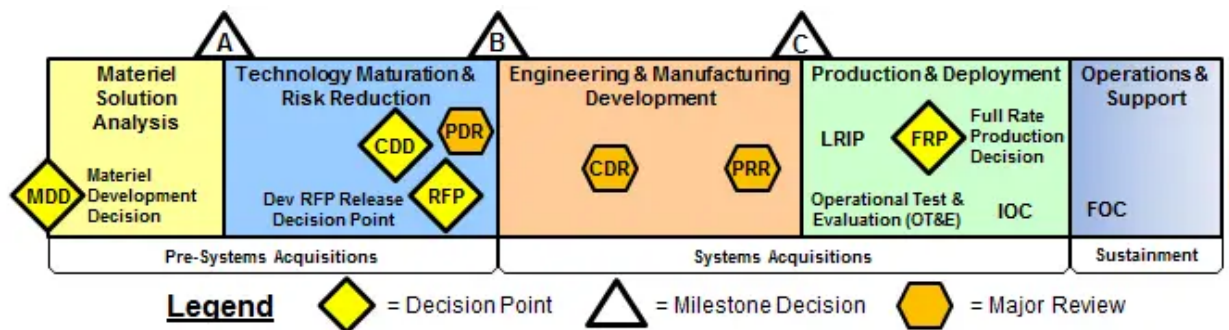 A
B
C
Materiel
Solution
Analysis
MDD
Materiel
Development
Decision
Technology Maturation &
Risk Reduction
CDD
PDR
Dev RFP Release
Decision Point
RFP
Engineering & Manufacturing
Development
CDR
PRR
Production & Deployment
LRIP
FRP
Full Rate
Production
Decision
Operational Test &
Evaluation (OT&E)
IOC
Operations &
Support
FOC
Pre-Systems Acquisitions
Systems Acquisitions
Sustainment
Legend
= Decision Point
= Milestone Decision
= Major Review